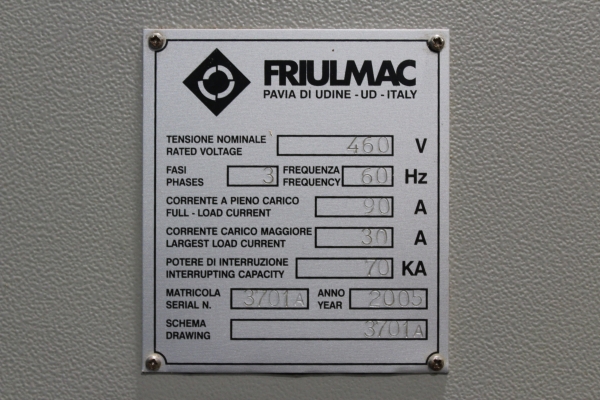 FRIULMAC
PAVIA DI UDINE - UD - ITALY
TENSIONE NOMINALE
RATED VOLTAGE 460 V
FASI
PHASES 3 FREQUENZA
FREQUENCY 60 Hz
CORRENTE A PIENO CARICO
FULL - LOAD CURRENT 90 A
CORRENTE CARICO MAGGIORE
LARGEST LOAD CURRENT 30 A
POTERE DI INTERRUZIONE
INTERRUPTING CAPACITY 70 KA
MATRICOLA
SERIAL N. 3701A ANNO
YEAR 2005
SCHEMA
DRAWING 3701A